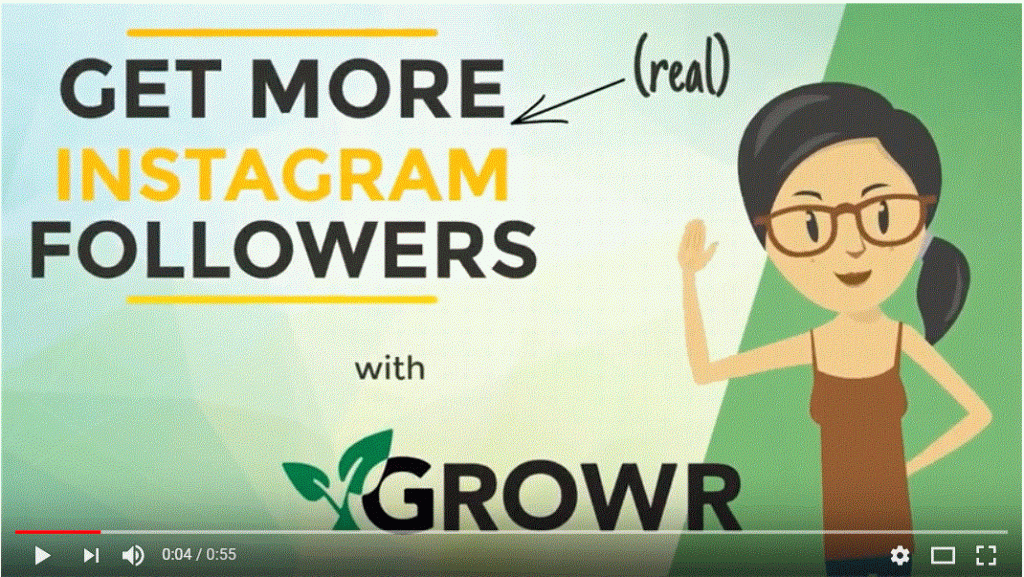 GET MORE
(real)
INSTAGRAM
FOLLOWERS
with
GROWR
0:04 / 0:55